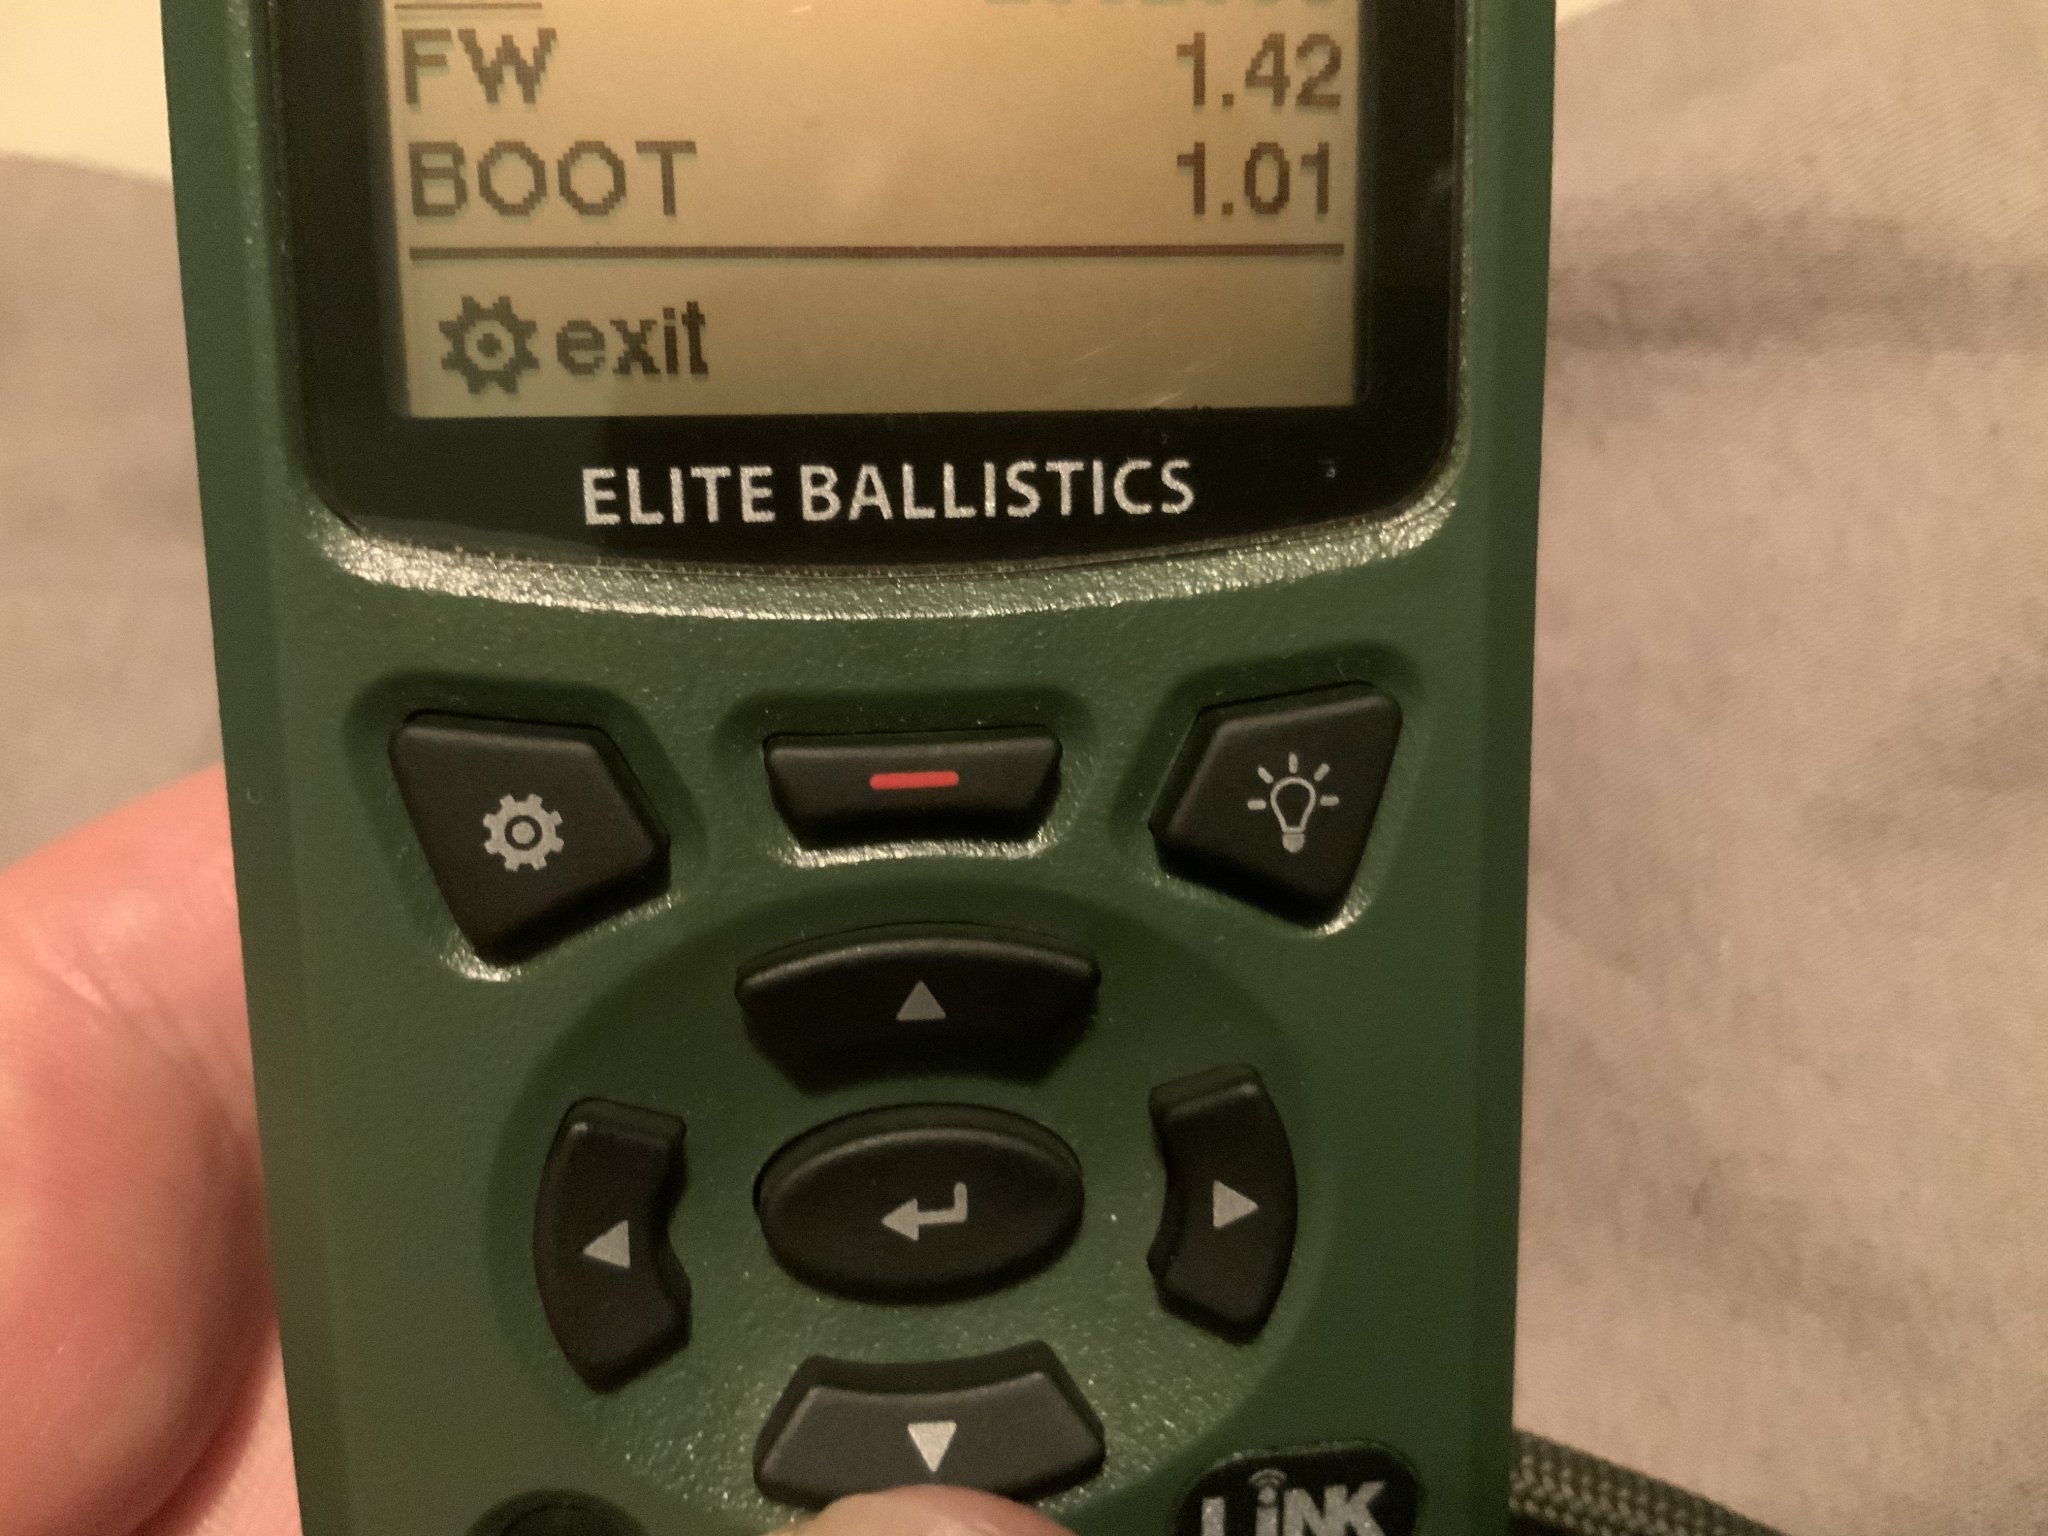 FW 1.42
BOOT 1.01
exit
ELITE BALLISTICS
LiNK